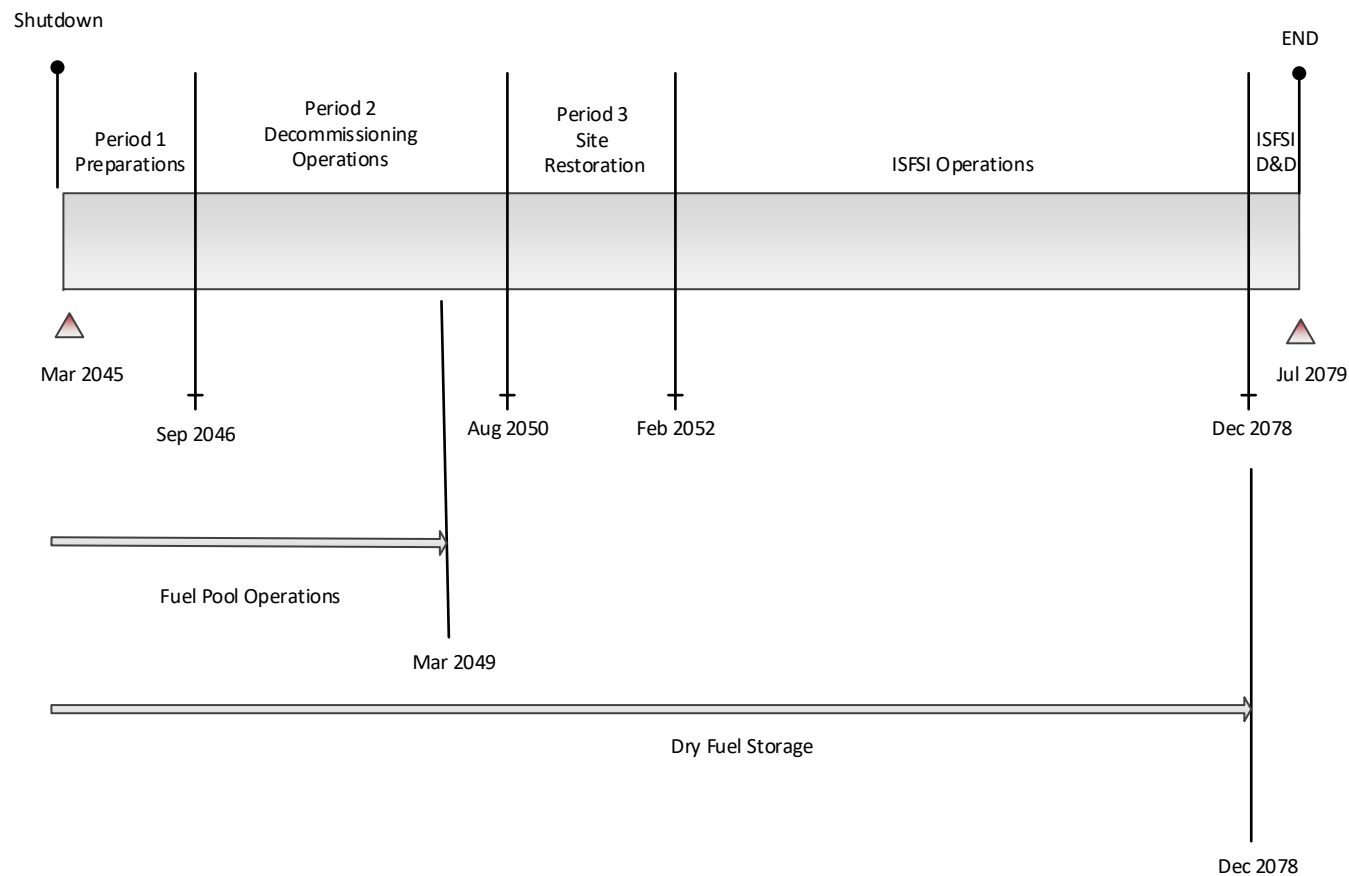 Shutdown
END
Period 1
Preparations
Period 2
Decommissioning
Operations
Period 3
Site
Restoration
ISFSI Operations
ISFSI
D&D
Mar 2045
Sep 2046
Aug 2050
Feb 2052
Dec 2078
Jul 2079
Fuel Pool Operations
Mar 2049
Dry Fuel Storage
Dec 2078